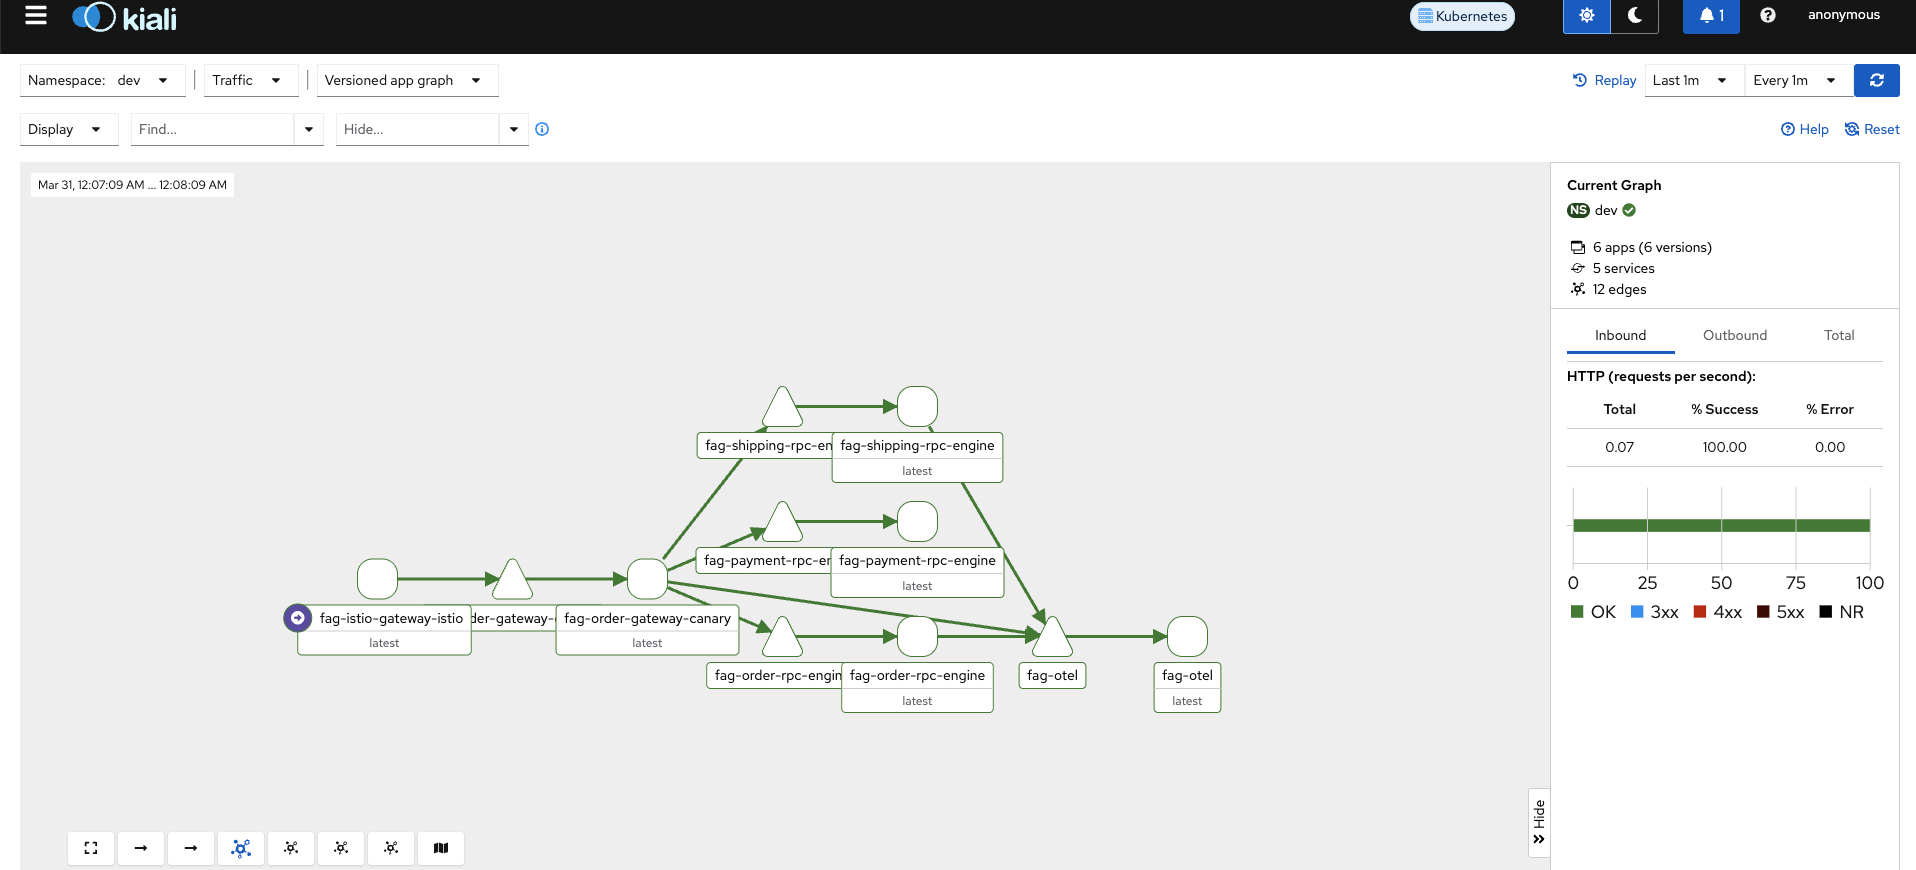 kiali
Kubernetes
1
anonymous
Namespace: dev
Traffic
Versioned app graph
Replay
Last 1m
Every 1m
Display
Find...
Hide...
Help
Reset
Mar 31, 12:07:09 AM ... 12:08:09 AM
Current Graph
NS dev
6 apps (6 versions)
5 services
12 edges
Inbound
Outbound
Total
HTTP (requests per second):
Total % Success % Error
0.07 100.00 0.00
0 25 50 75 100
OK 3xx 4xx 5xx NR
fag-shipping-rpc-en
fag-shipping-rpc-engine
latest
fag-payment-rpc-er
fag-payment-rpc-engine
latest
fag-istio-gateway-istio
latest
der-gateway-
fag-order-gateway-canary
latest
fag-order-rpc-engin
fag-order-rpc-engine
latest
fag-otel
fag-otel
latest
Hide